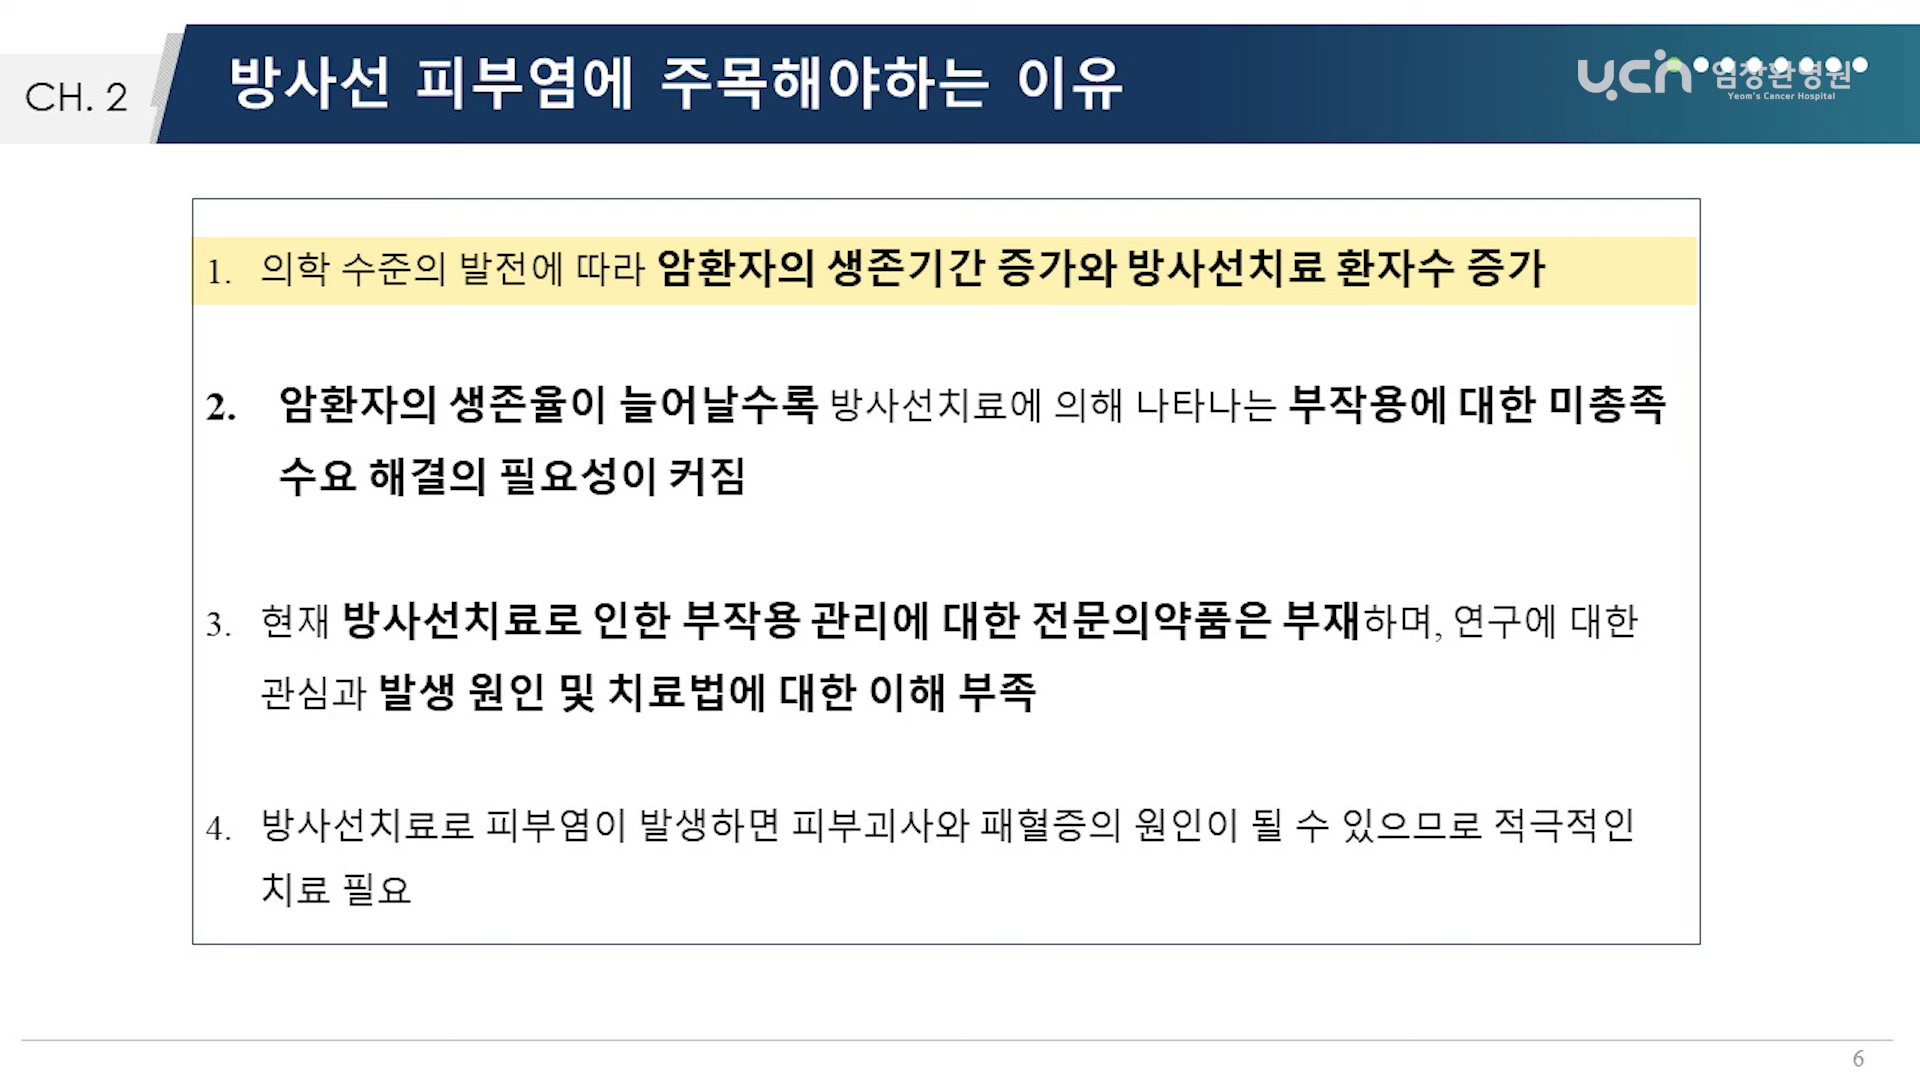 CH. 2
방사선 피부염에 주목해야하는 이유
ucin 염창환병원
Yeom's Cancer Hospital
1. 의학 수준의 발전에 따라 암환자의 생존기간 증가와 방사선치료 환자수 증가
2. 암환자의 생존율이 늘어날수록 방사선치료에 의해 나타나는 부작용에 대한 미충족
수요 해결의 필요성이 커짐
3. 현재 방사선치료로 인한 부작용 관리에 대한 전문의약품은 부재하며, 연구에 대한
관심과 발생 원인 및 치료법에 대한 이해 부족
4. 방사선치료로 피부염이 발생하면 피부괴사와 패혈증의 원인이 될 수 있으므로 적극적인
치료 필요
6